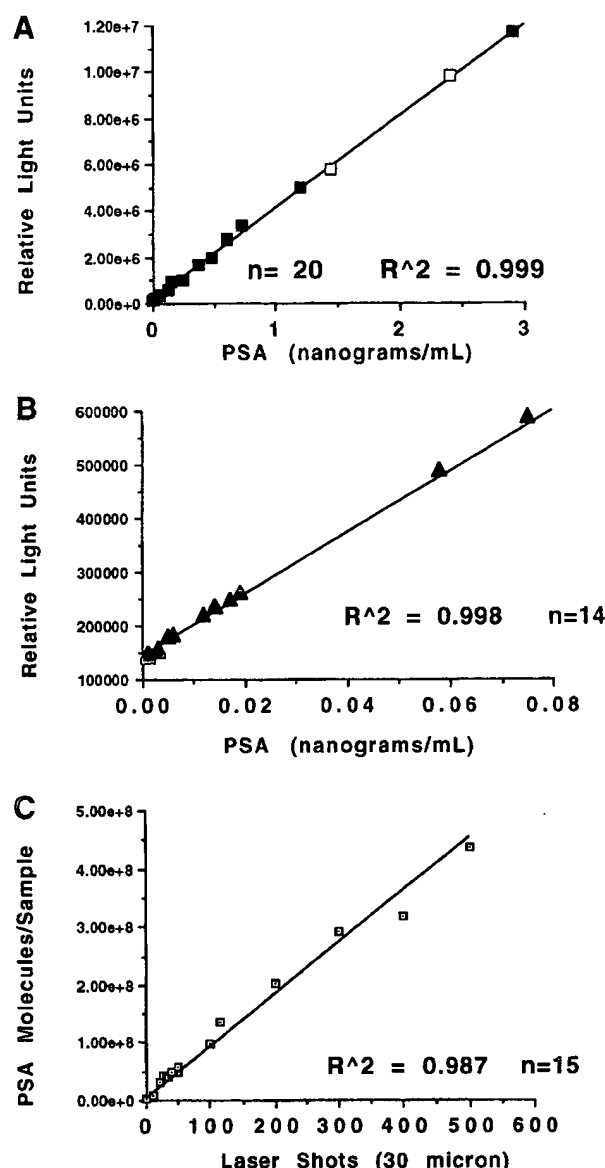 A
Relative Light Units
1.20e+7
1.00e+7
8.00e+6
6.00e+6
4.00e+6
2.00e+6
0.00e+0
n= 20 R^2 = 0.999
0 1 2 3
PSA (nanograms/mL)
B
Relative Light Units
600000
500000
400000
300000
200000
100000
R^2 = 0.998 n=14
0.00 0.02 0.04 0.06 0.08
PSA (nanograms/mL)
C
PSA Molecules/Sample
5.00e+8
4.00e+8
3.00e+8
2.00e+8
1.00e+8
0.00e+0
R^2 = 0.987 n=15
0 100 200 300 400 500 600
Laser Shots (30 micron)